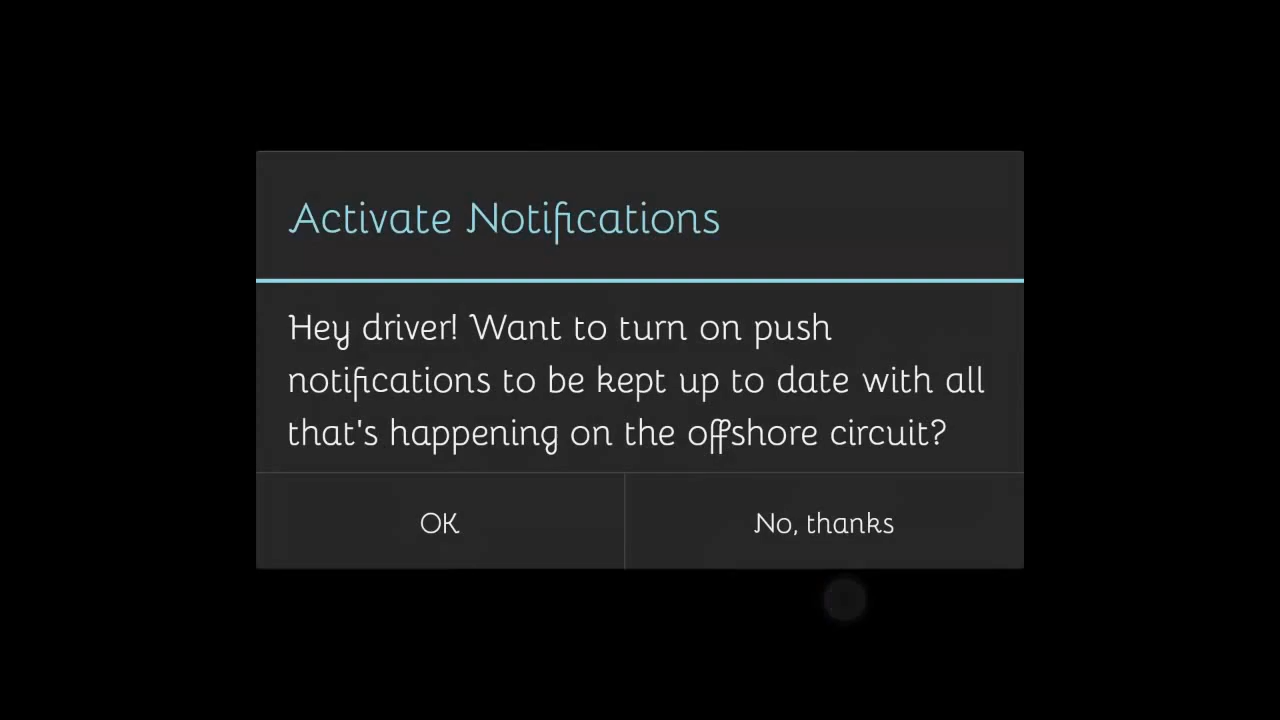 Activate Notifications
Hey driver! Want to turn on push
notifications to be kept up to date with all
that's happening on the offshore circuit?
OK
No, thanks